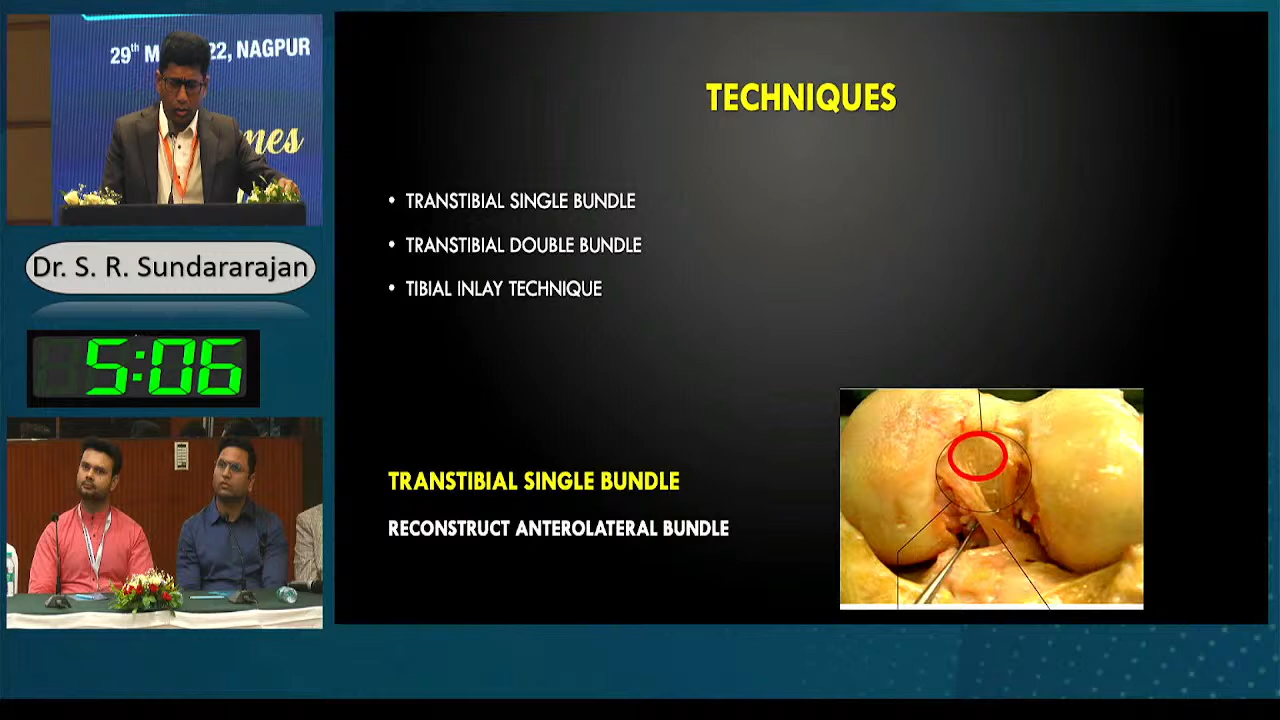 29th M 22, NAGPUR
mes
Dr. S. R. Sundararajan
5:06
TECHNIQUES
• TRANSTIBIAL SINGLE BUNDLE
• TRANSTIBIAL DOUBLE BUNDLE
• TIBIAL INLAY TECHNIQUE
TRANSTIBIAL SINGLE BUNDLE
RECONSTRUCT ANTEROLATERAL BUNDLE